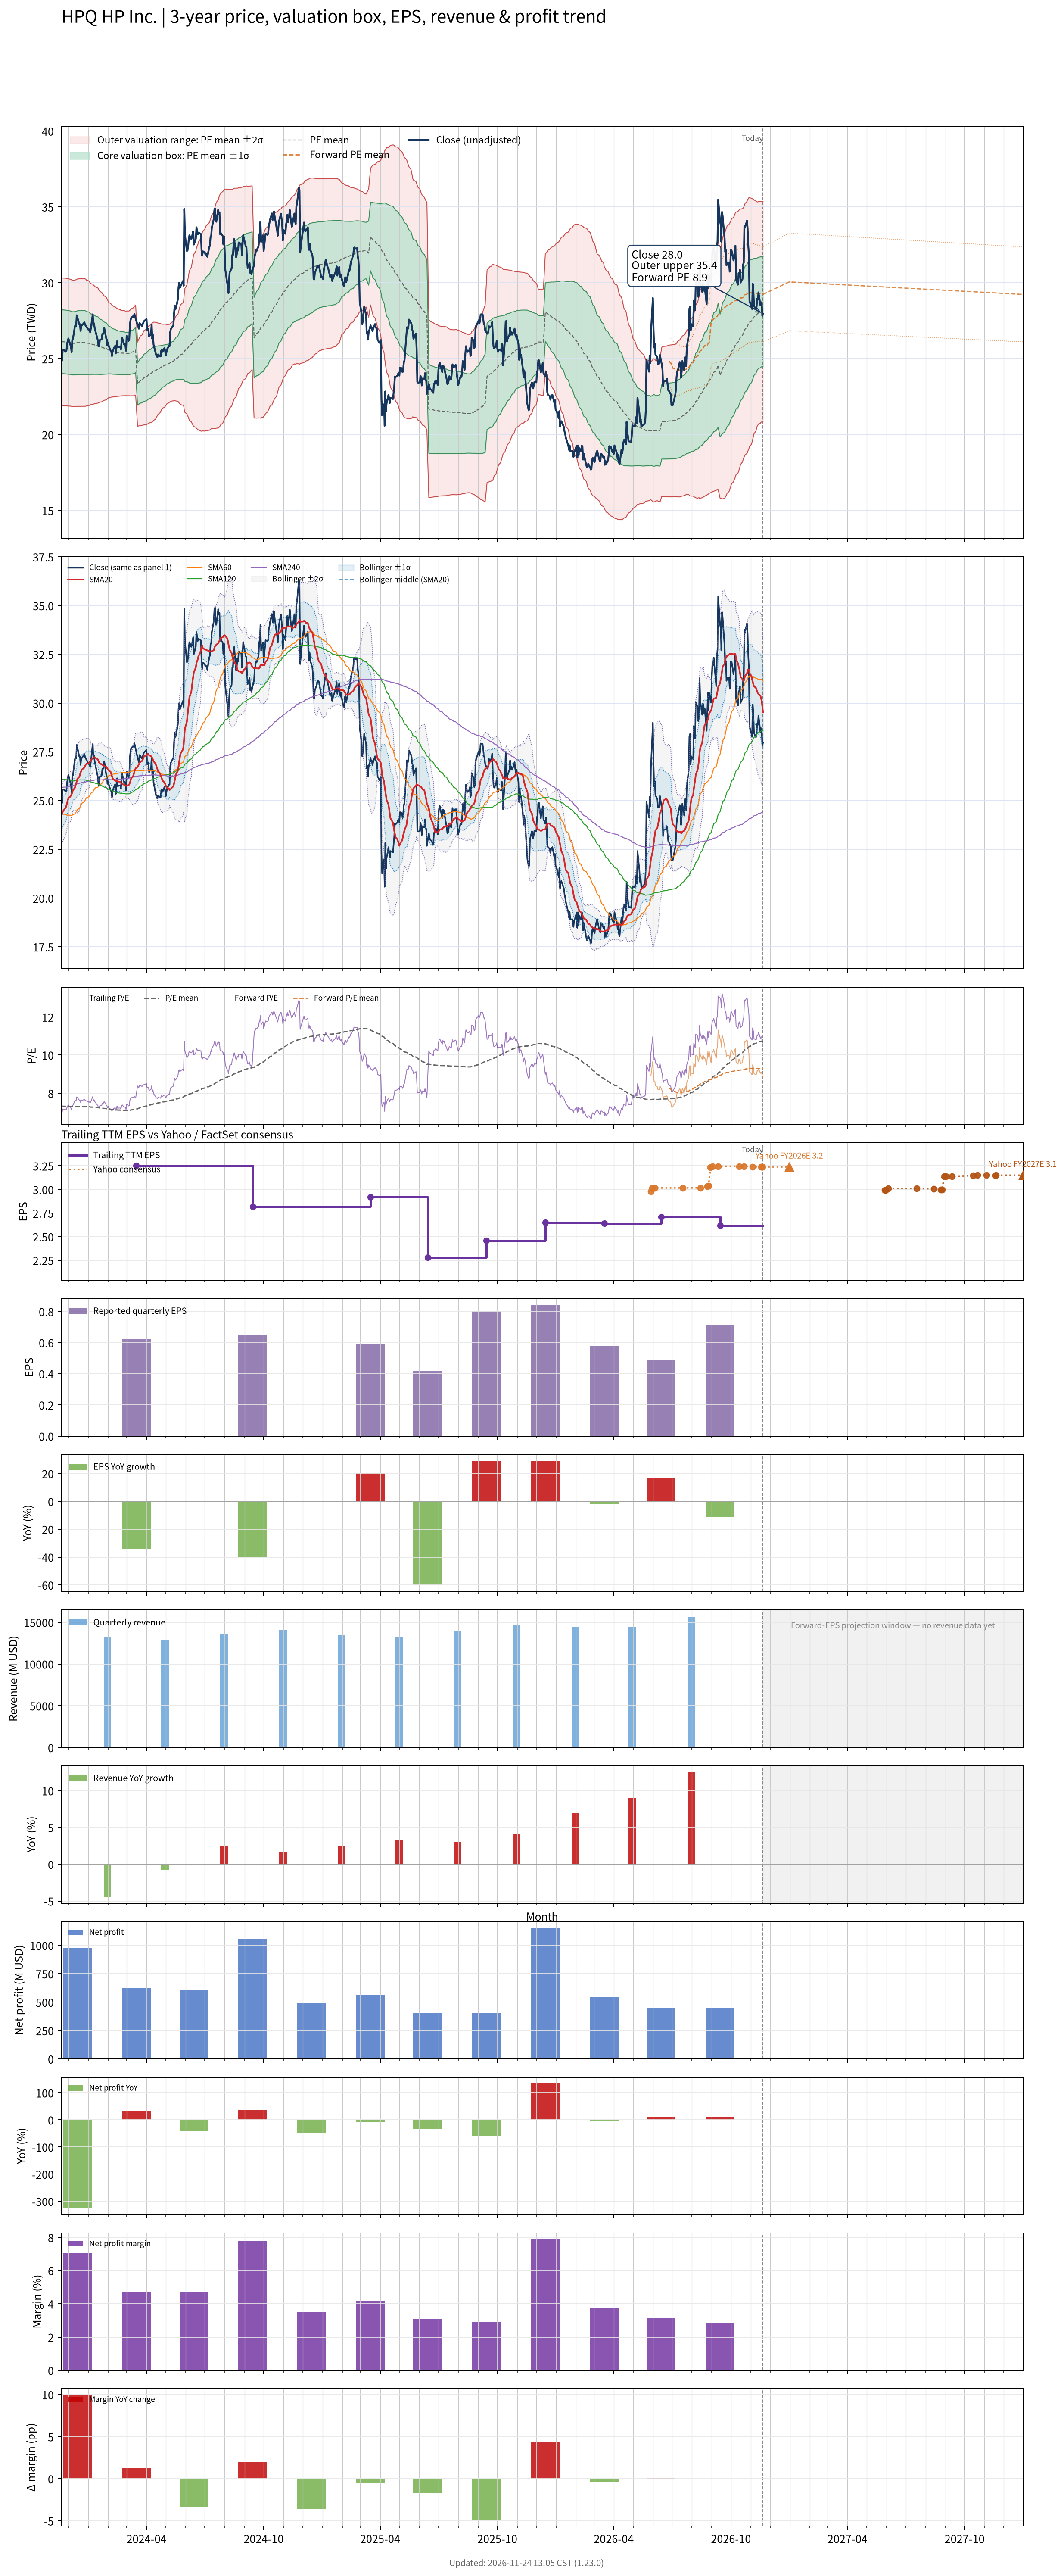 HPQ HP Inc. | 3-year price, valuation box, EPS, revenue & profit trend
Outer valuation range: PE mean ±2σ
Core valuation box: PE mean ±1σ
PE mean
Forward PE mean
Close (unadjusted)
Today
Close 28.0
Outer upper 35.4
Forward PE 8.9
Price (TWD)
40
35
30
25
20
15
Close (same as panel 1)
SMA20
SMA60
SMA120
SMA240
Bollinger ±2σ
Bollinger ±1σ
Bollinger middle (SMA20)
Price
37.5
35.0
32.5
30.0
27.5
25.0
22.5
20.0
17.5
Trailing P/E
P/E mean
Forward P/E
Forward P/E mean
P/E
12
10
8
Trailing TTM EPS vs Yahoo / FactSet consensus
Trailing TTM EPS
Yahoo consensus
Today
Yahoo FY2026E 3.2
Yahoo FY2027E 3.1
EPS
3.25
3.00
2.75
2.50
2.25
Reported quarterly EPS
EPS
0.8
0.6
0.4
0.2
0.0
EPS YoY growth
YoY (%)
20
0
-20
-40
-60
Quarterly revenue
Forward-EPS projection window — no revenue data yet
Revenue (M USD)
15000
10000
5000
0
Revenue YoY growth
YoY (%)
10
5
0
-5
Month
Net profit
Net profit (M USD)
1000
750
500
250
0
Net profit YoY
YoY (%)
100
0
-100
-200
-300
Net profit margin
Margin (%)
8
6
4
2
0
Margin YoY change
Δ margin (pp)
10
5
0
-5
2024-04
2024-10
2025-04
2025-10
2026-04
2026-10
2027-04
2027-10
Updated: 2026-11-24 13:05 CST (1.23.0)